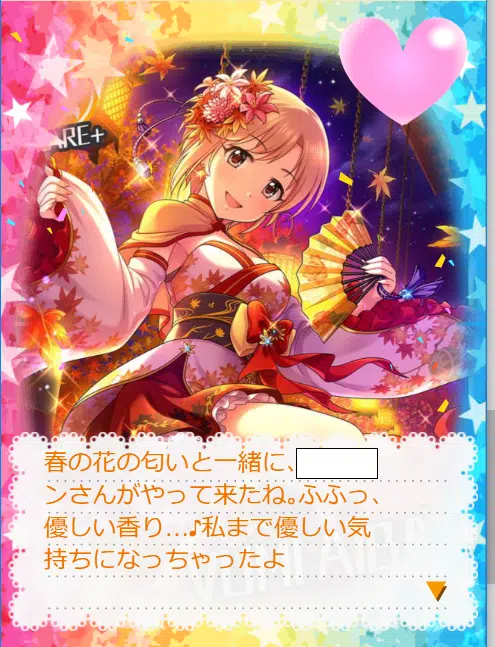 ARE+
春の花の匂いと一緒に、
ンさんがやって来たね。ふふっ、
優しい香り…♪私まで優しい気
持ちになっちゃったよ